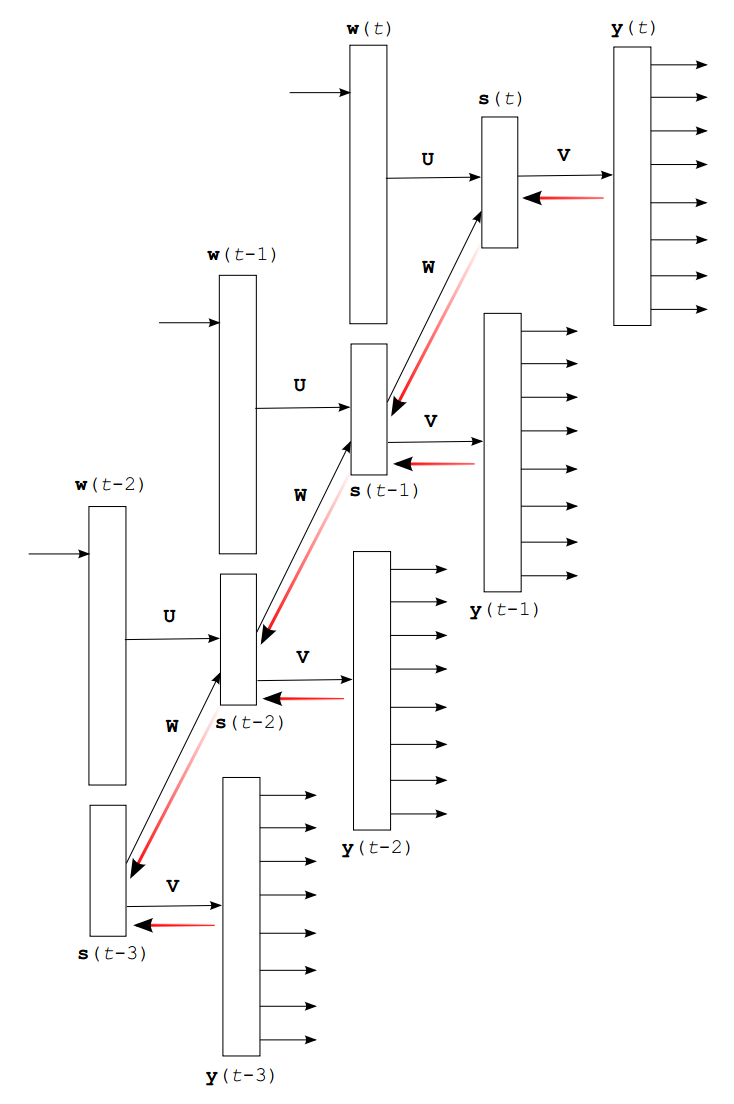 w(t)
y(t)
s(t)
U
V
w(t-1)
W
U
V
w(t-2)
W
s(t-1)
y(t-1)
U
V
s(t-2)
W
y(t-2)
V
s(t-3)
y(t-3)